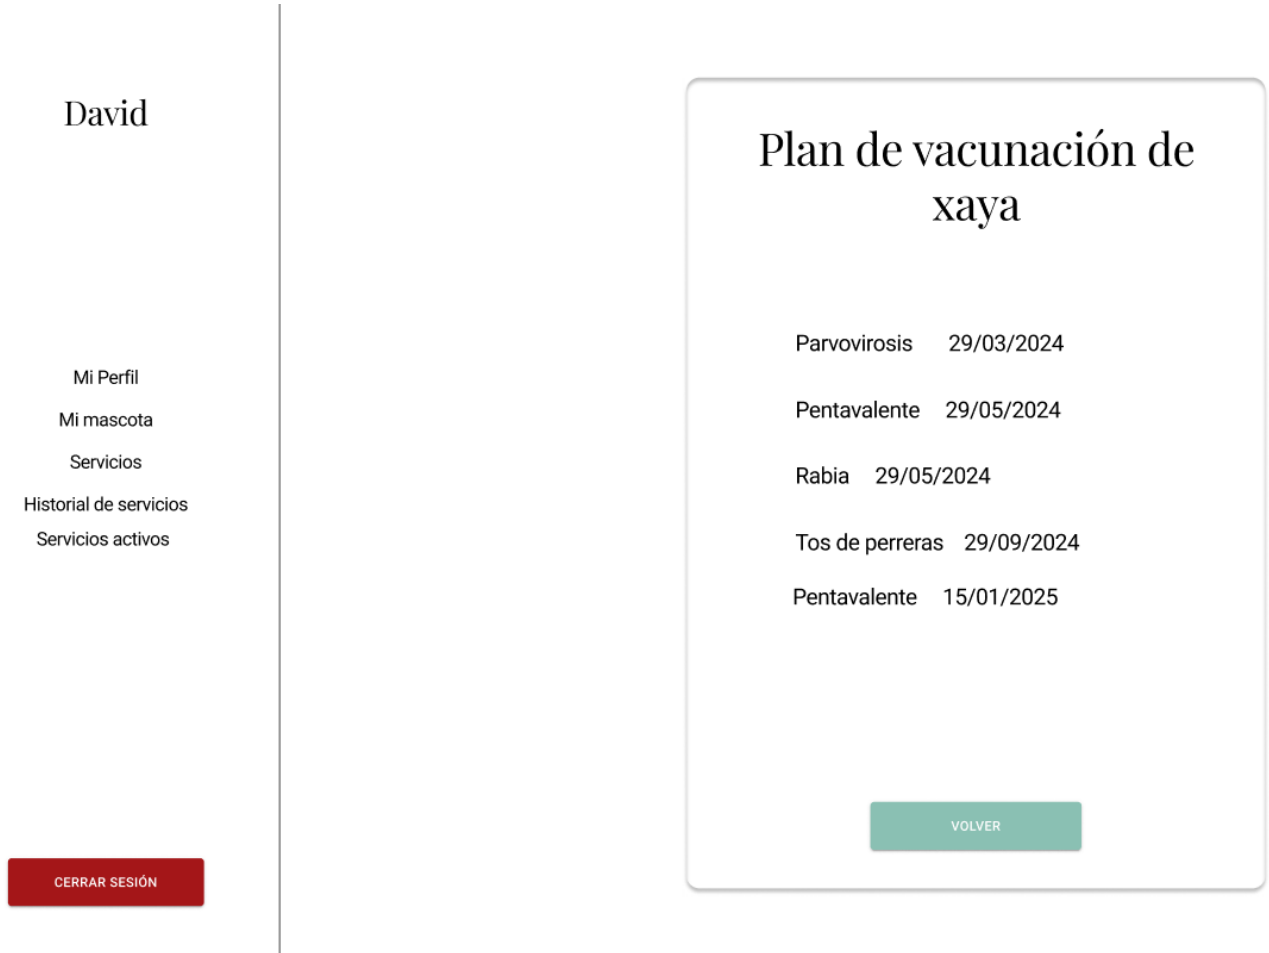 David
Mi Perfil
Mi mascota
Servicios
Historial de servicios
Servicios activos
CERRAR SESIÓN
Plan de vacunación de
xaya
Parvovirosis 29/03/2024
Pentavalente 29/05/2024
Rabia 29/05/2024
Tos de perreras 29/09/2024
Pentavalente 15/01/2025
VOLVER